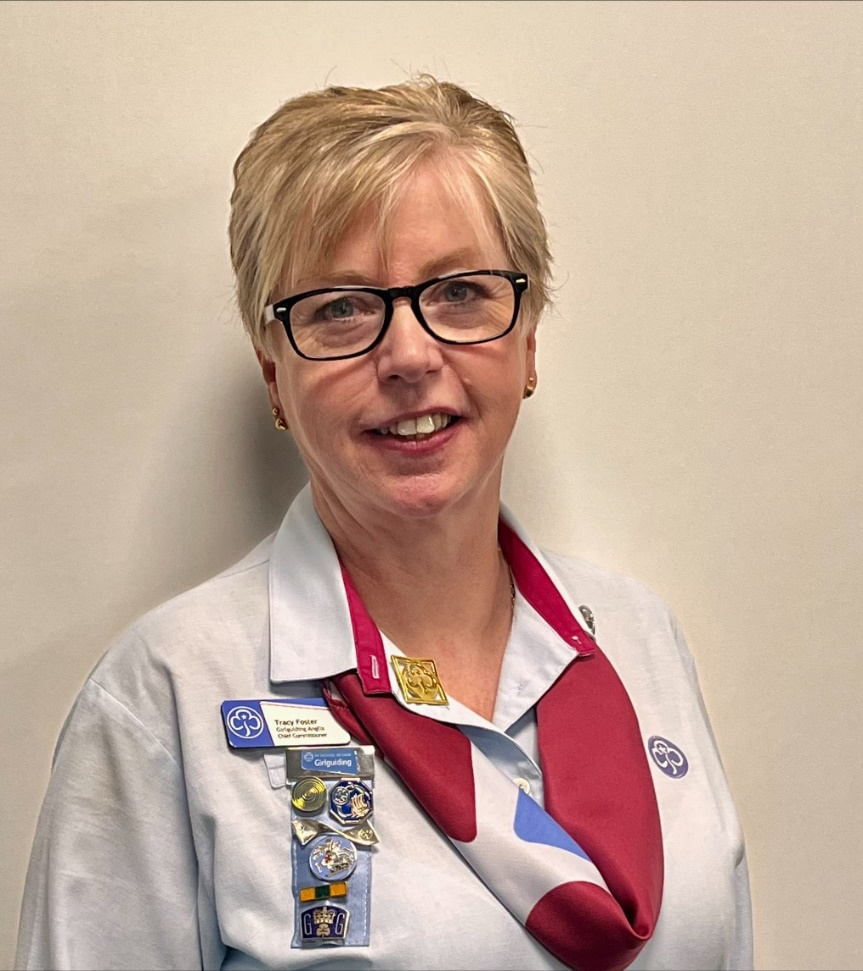 Tracy Foster
Girlguiding Anglia
Chief Commissioner
Girlguiding
G G